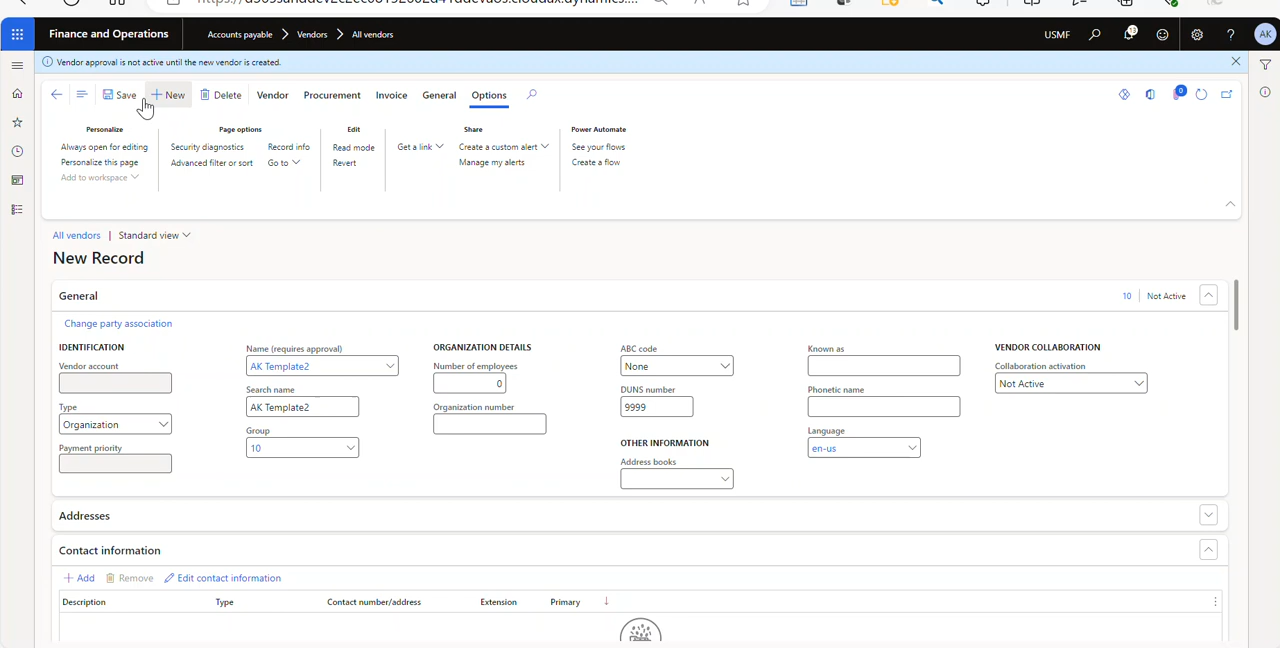 Finance and Operations Accounts payable Vendors All vendors USMF 13 ? AK
Vendor approval is not active until the new vendor is created.
Save New Delete Vendor Procurement Invoice General Options 0
Personalize Page options Edit Share Power Automate
Always open for editing Security diagnostics Record info Read mode Get a link Create a custom alert See your flows
Personalize this page Advanced filter or sort Go to Revert Manage my alerts Create a flow
Add to workspace
All vendors | Standard view
New Record
General 10 Not Active
Change party association
IDENTIFICATION Name (requires approval) ORGANIZATION DETAILS ABC code Known as VENDOR COLLABORATION
Vendor account AK Template2 Number of employees None Collaboration activation
0 Not Active
Search name DUNS number Phonetic name
Type AK Template2 Organization number 9999
Organization
Group OTHER INFORMATION Language
Payment priority 10 Address books en-us
Addresses
Contact information
Add Remove Edit contact information
Description Type Contact number/address Extension Primary